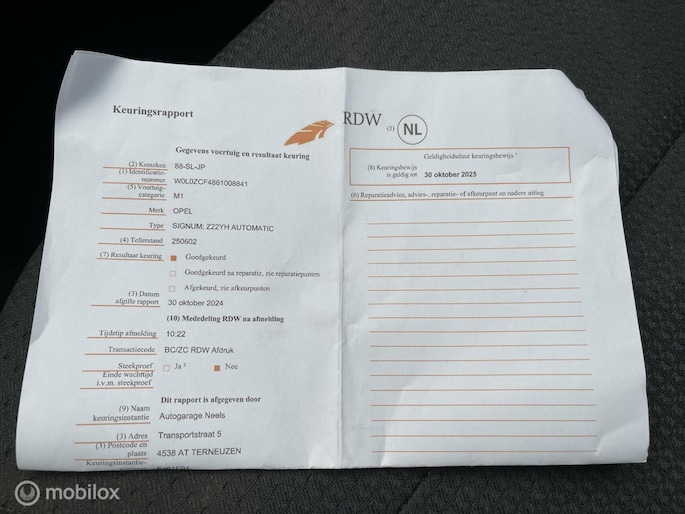 Keuringsrapport
RDW (2) NL
Gegevens voertuig en resultaat keuring
(2) Kenteken 88-SL-JP
(1) Identificatie-
nummer W0L0ZCF4861008841
(5) Voertuig-
categorie M1
Merk OPEL
Type SIGNUM; Z22YH AUTOMATIC
(4) Tellerstand 250602
(7) Resultaat keuring Goedgekeurd
Goedgekeurd na reparatie, zie reparatiepunten
Afgekeurd, zie afkeurpunten
(3) Datum
afgifte rapport 30 oktober 2024
(10) Mededeling RDW na afmelding
Tijdstip afmelding 10:22
Transactiecode BC/ZC RDW Afdruk
Steekproef Ja 2 Nee
Einde wachttijd
i.v.m. steekproef
Dit rapport is afgegeven door
(9) Naam
keuringsinstantie Autogarage Neels
(3) Adres Transportstraat 5
(3) Postcode en
plaats 4538 AT TERNEUZEN
Keuringsinstantie-
Geldigheidsduur keuringsbewijs
(8) Keuringsbewijs
is geldig tot 30 oktober 2025
(6) Reparatieadvies, advies-, reparatie- of afkeurpunt en nadere uitleg
mobilox